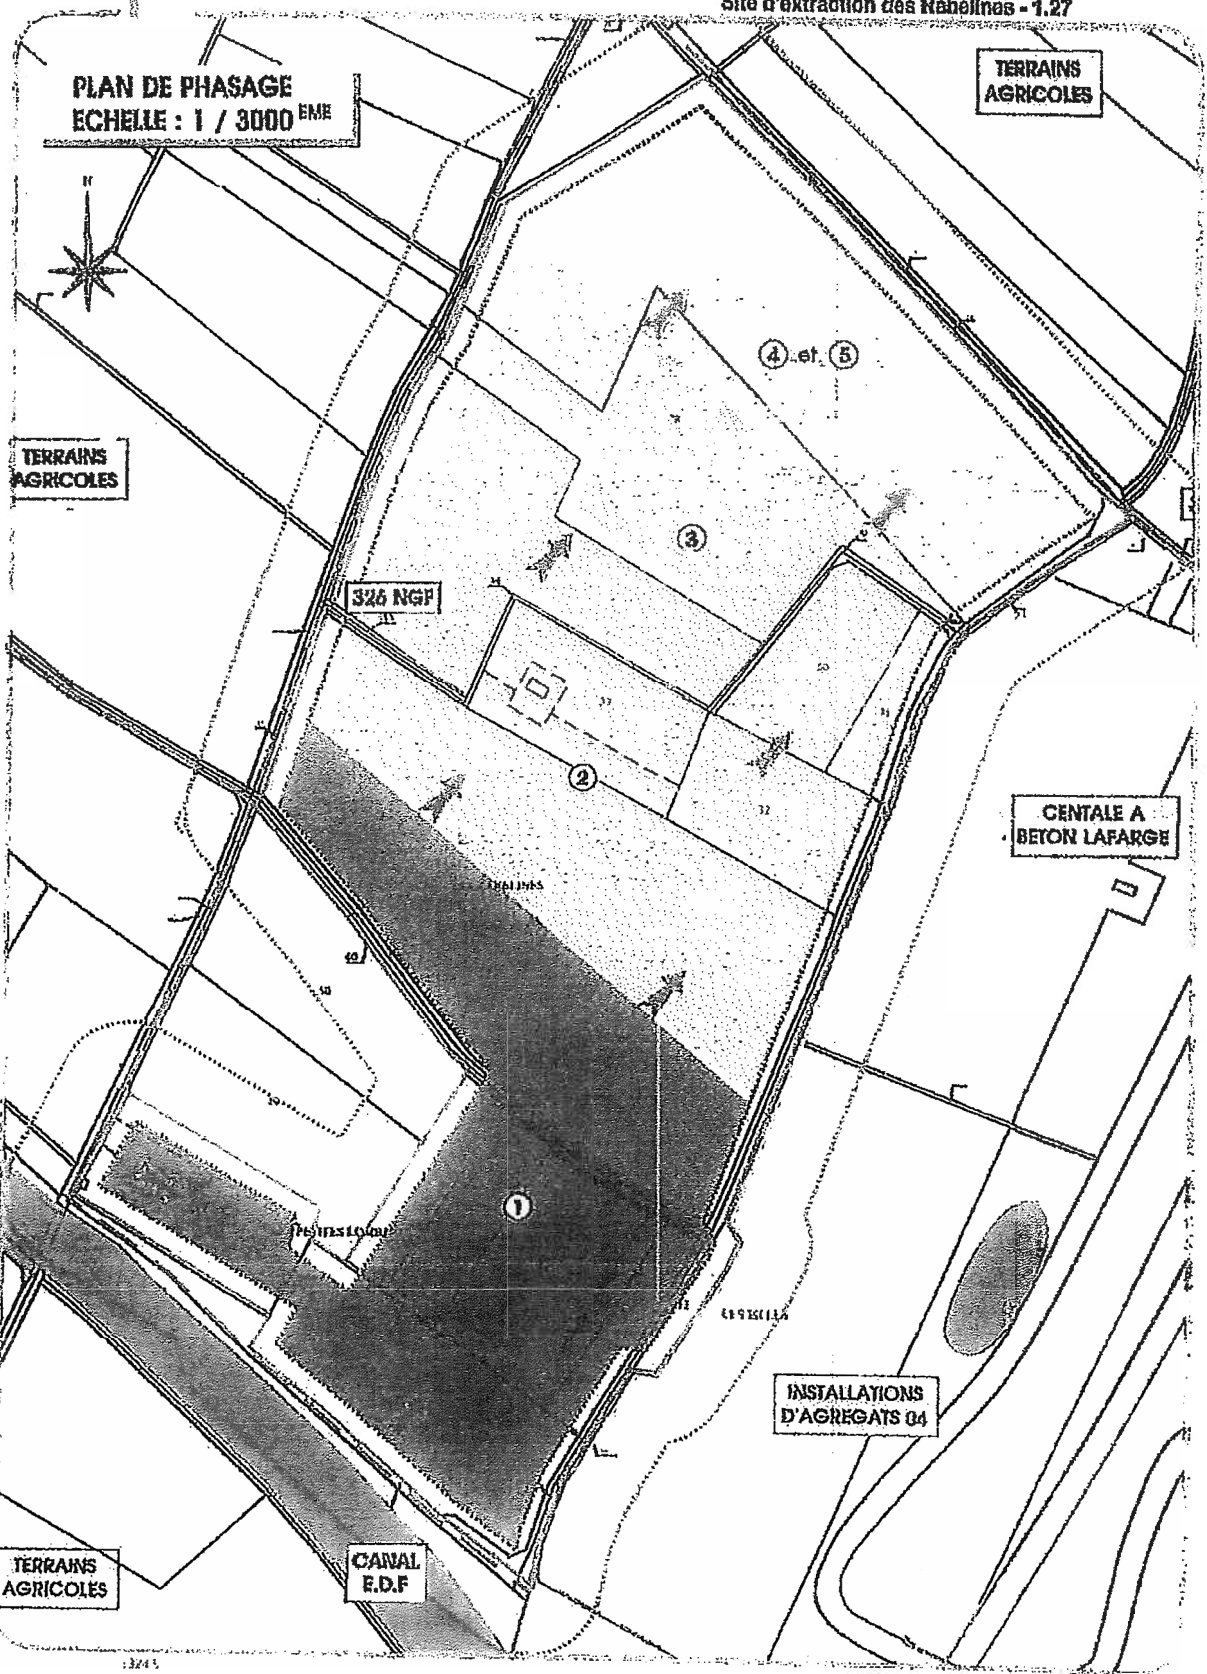 Site d'extraction des Rabelines - 1.27
PLAN DE PHASAGE
ECHELLE : 1 / 3000 EME
N
TERRAINS
AGRICOLES
④ et ⑤
TERRAINS
AGRICOLES
③
326 NGF
②
32
CENTALE A
BETON LAFARGE
①
INSTALLATIONS
D'AGREGATS 04
TERRAINS
AGRICOLES
CANAL
E.D.F